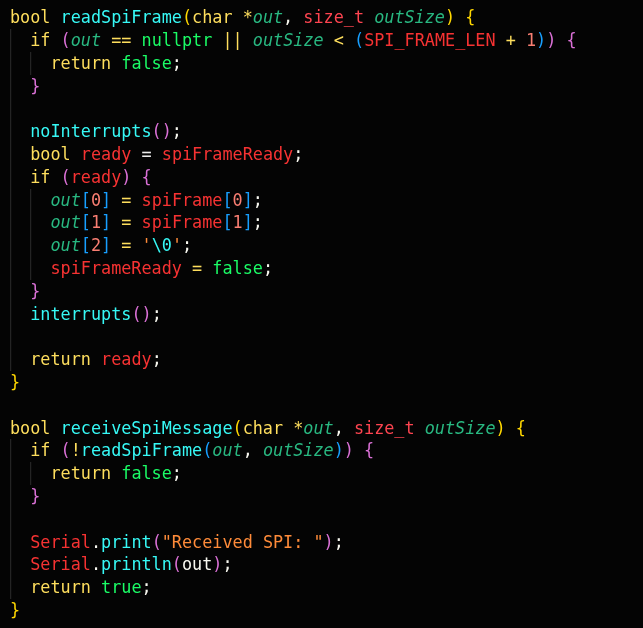 bool readSpiFrame(char *out, size_t outSize) {
  if (out == nullptr || outSize < (SPI_FRAME_LEN + 1)) {
    return false;
  }

  noInterrupts();
  bool ready = spiFrameReady;
  if (ready) {
    out[0] = spiFrame[0];
    out[1] = spiFrame[1];
    out[2] = '\0';
    spiFrameReady = false;
  }
  interrupts();

  return ready;
}

bool receiveSpiMessage(char *out, size_t outSize) {
  if (!readSpiFrame(out, outSize)) {
    return false;
  }

  Serial.print("Received SPI: ");
  Serial.println(out);
  return true;
}